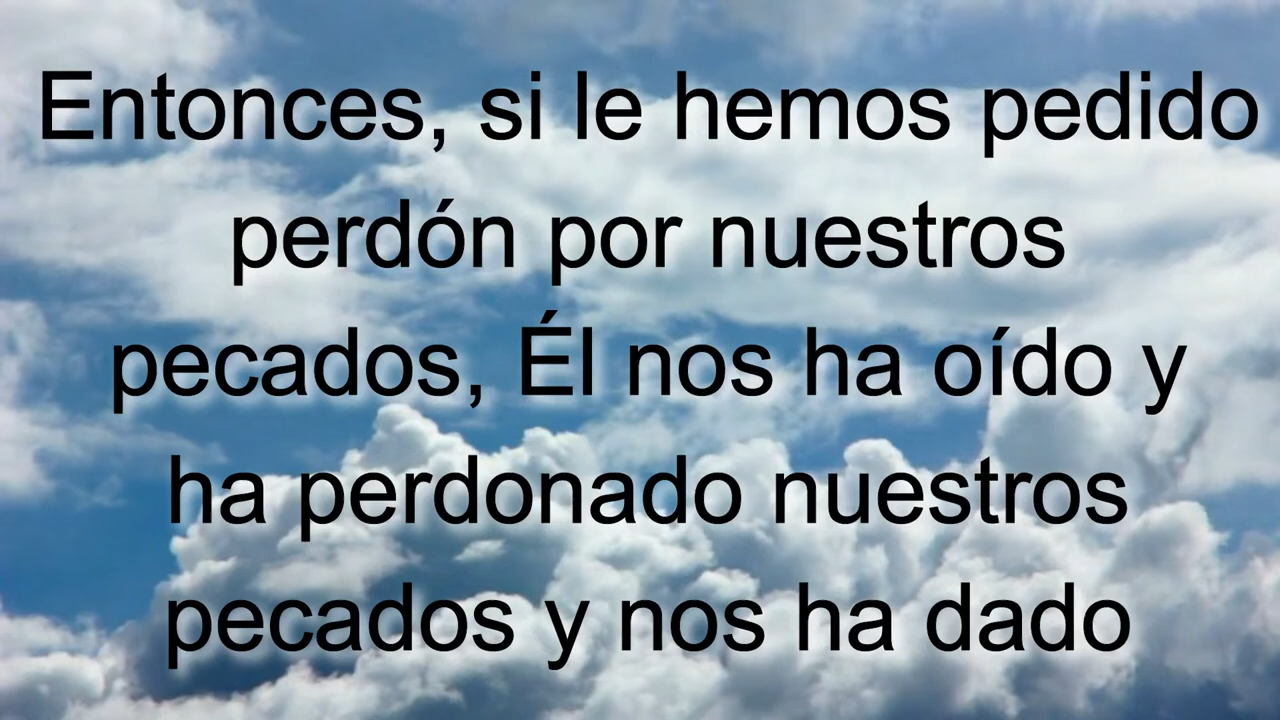 Entonces, si le hemos pedido
perdón por nuestros
pecados, Él nos ha oído y
ha perdonado nuestros
pecados y nos ha dado